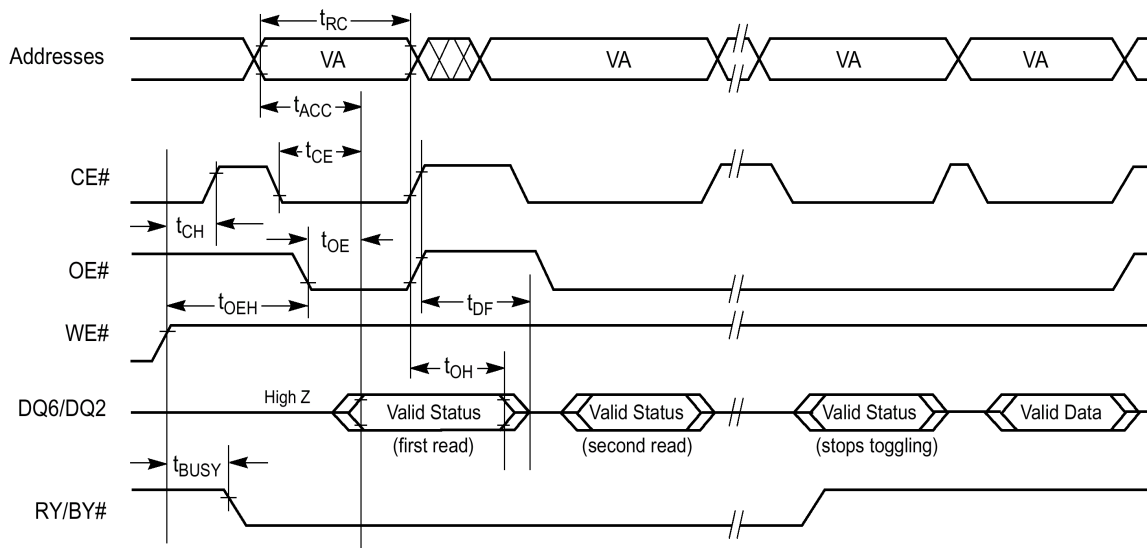 tRC
Addresses VA VA VA VA
tACC
tCE
CE#
tCH tOE
OE#
tOEH tDF
WE#
tOH
High Z
DQ6/DQ2 Valid Status Valid Status Valid Status Valid Data
(first read) (second read) (stops toggling)
tBUSY
RY/BY#